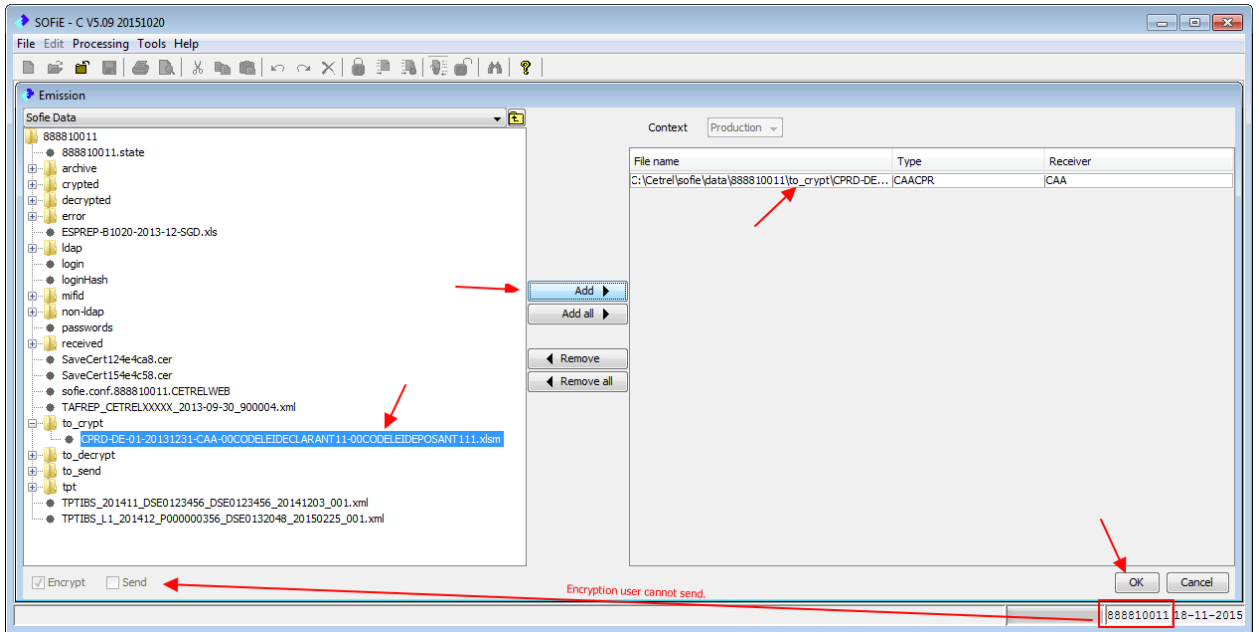 SOFiE - C V5.09 20151020
File Edit Processing Tools Help
Emission
Sofie Data
888810011
888810011.state
archive
crypted
decrypted
error
ESPREP-B1020-2013-12-SGD.xls
ldap
login
loginHash
mifid
non-ldap
passwords
received
SaveCert124e4ca8.cer
SaveCert154e4c58.cer
sofie.conf.888810011.CETRELWEB
TAFREP_CETRELXXXXX_2013-09-30_900004.xml
to_crypt
CPRD-DE-01-20131231-CAA-00CODELEIDECLARANT11-00CODELEIDEPOSANT111.xlsm
to_decrypt
to_send
tpt
TPTIBS_201411_DSE0123456_DSE0123456_20141203_001.xml
TPTIBS_L1_201412_P000000356_DSE0132048_20150225_001.xml
Add
Add all
Remove
Remove all
Context Production
File name Type Receiver
C:\Cetrel\sofie\data\888810011\to_crypt\CPRD-DE... CAACPR CAA
Encrypt Send
Encryption user cannot send.
OK Cancel
888810011 18-11-2015